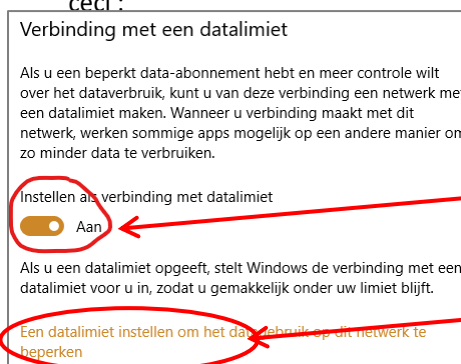 ceci :
Verbinding met een datalimiet
Als u een beperkt data-abonnement hebt en meer controle wilt
over het dataverbruik, kunt u van deze verbinding een netwerk met
een datalimiet maken. Wanneer u verbinding maakt met dit
netwerk, werken sommige apps mogelijk op een andere manier om
zo minder data te verbruiken.
Instellen als verbinding met datalimiet
Aan
Als u een datalimiet opgeeft, stelt Windows de verbinding met een
datalimiet voor u in, zodat u gemakkelijk onder uw limiet blijft.
Een datalimiet instellen om het datagebruik op dit netwerk te
beperken